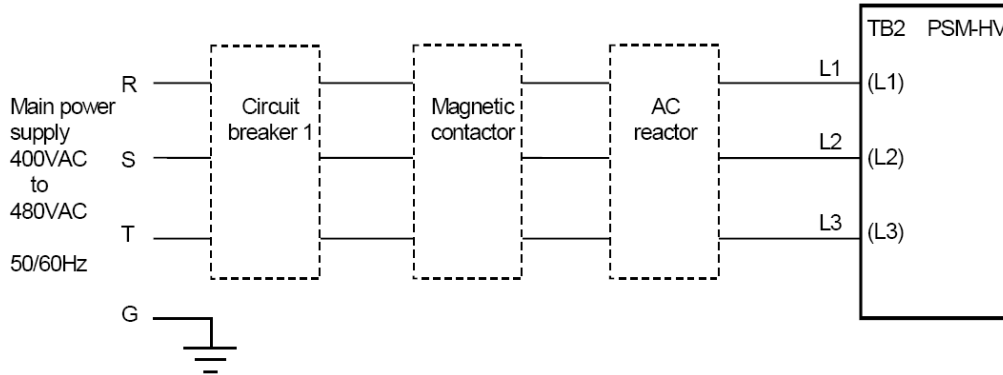 TB2 PSM-HV
R
L1
(L1)
Main power
supply
400VAC
to
480VAC
Circuit
breaker 1
Magnetic
contactor
AC
reactor
S
L2
(L2)
T
L3
(L3)
50/60Hz
G